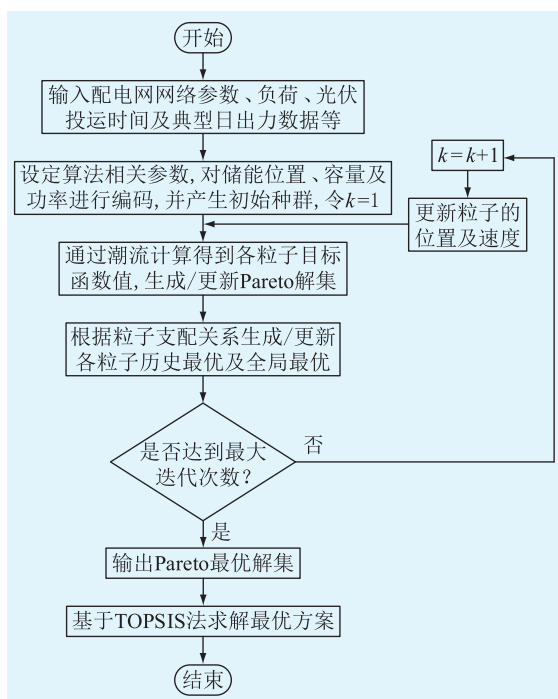 开始
输入配电网网络参数、负荷、光伏
投运时间及典型日出力数据等
设定算法相关参数,对储能位置、容量及
功率进行编码,并产生初始种群,令k=1
k=k+1
更新粒子的
位置及速度
通过潮流计算得到各粒子目标
函数值,生成/更新Pareto解集
根据粒子支配关系生成/更新
各粒子历史最优及全局最优
是否达到最大
迭代次数?
否
是
输出Pareto最优解集
基于TOPSIS法求解最优方案
结束